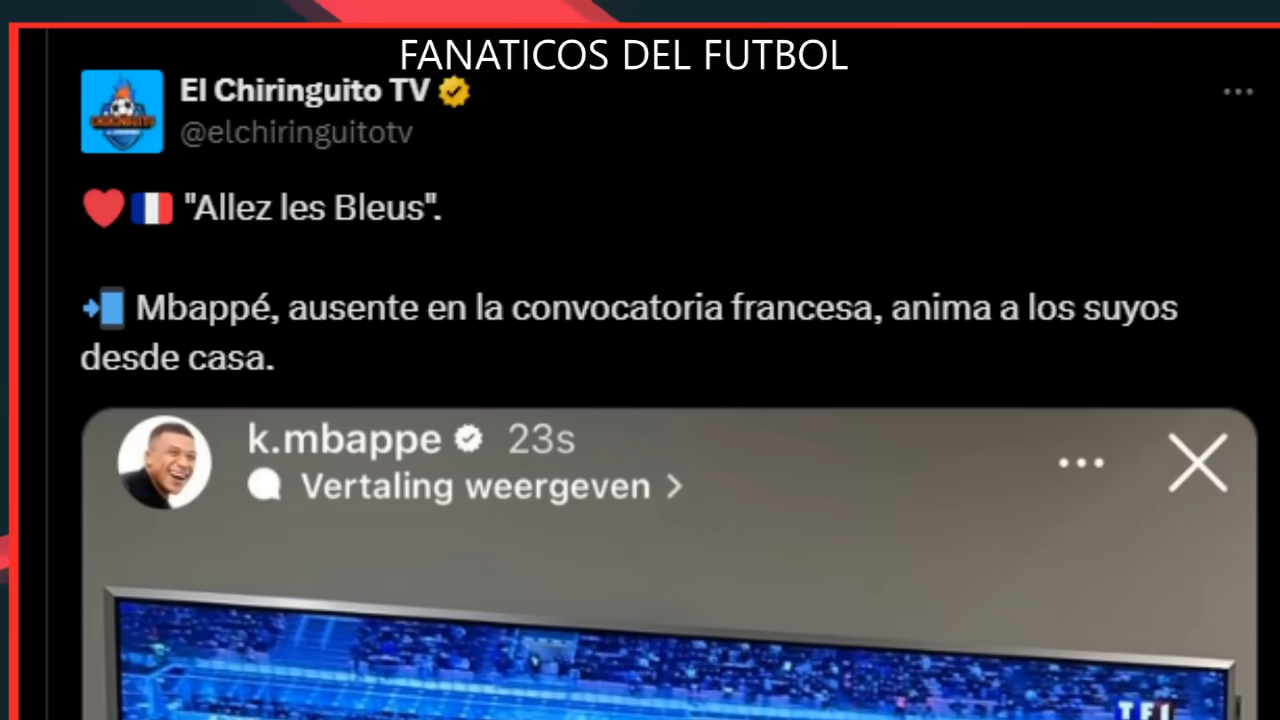 FANATICOS DEL FUTBOL
El Chiringuito TV
@elchiringuitotv
"Allez les Bleus".
Mbappé, ausente en la convocatoria francesa, anima a los suyos
desde casa.
k.mbappe 23s
Vertaling weergeven >
TF1